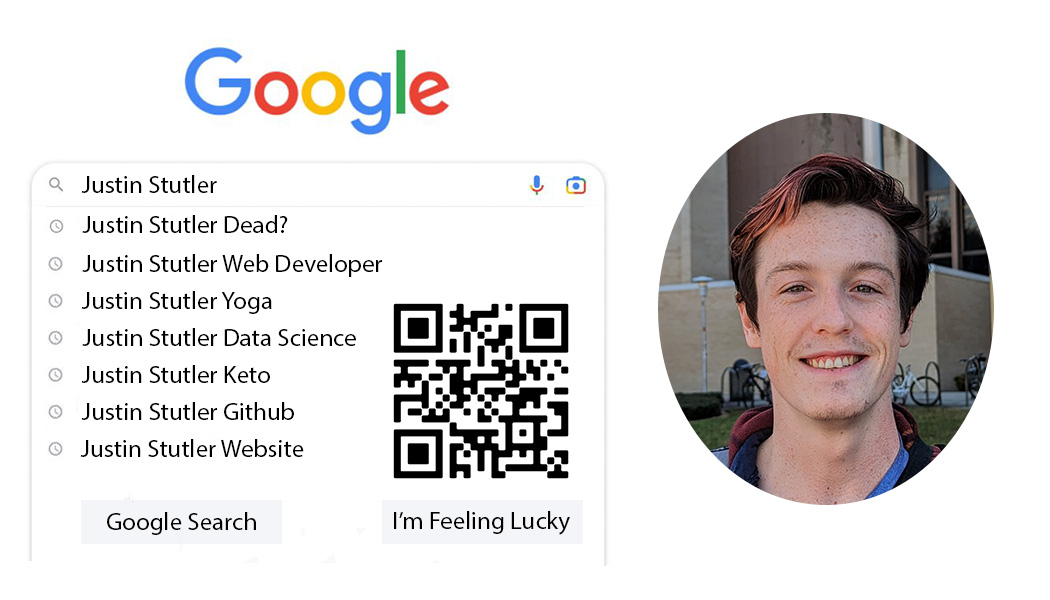 Google
Justin Stutler
Justin Stutler Dead?
Justin Stutler Web Developer
Justin Stutler Yoga
Justin Stutler Data Science
Justin Stutler Keto
Justin Stutler Github
Justin Stutler Website
Google Search
I'm Feeling Lucky